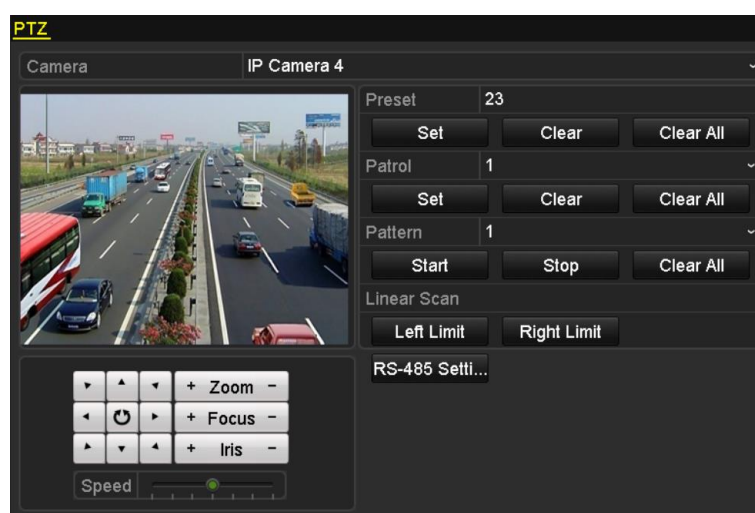 PTZ
Camera IP Camera 4
Preset 23
Set Clear Clear All
Patrol 1
Set Clear Clear All
Pattern 1
Start Stop Clear All
Linear Scan
Left Limit Right Limit
RS-485 Setti...
+ Zoom -
+ Focus -
+ Iris -
Speed